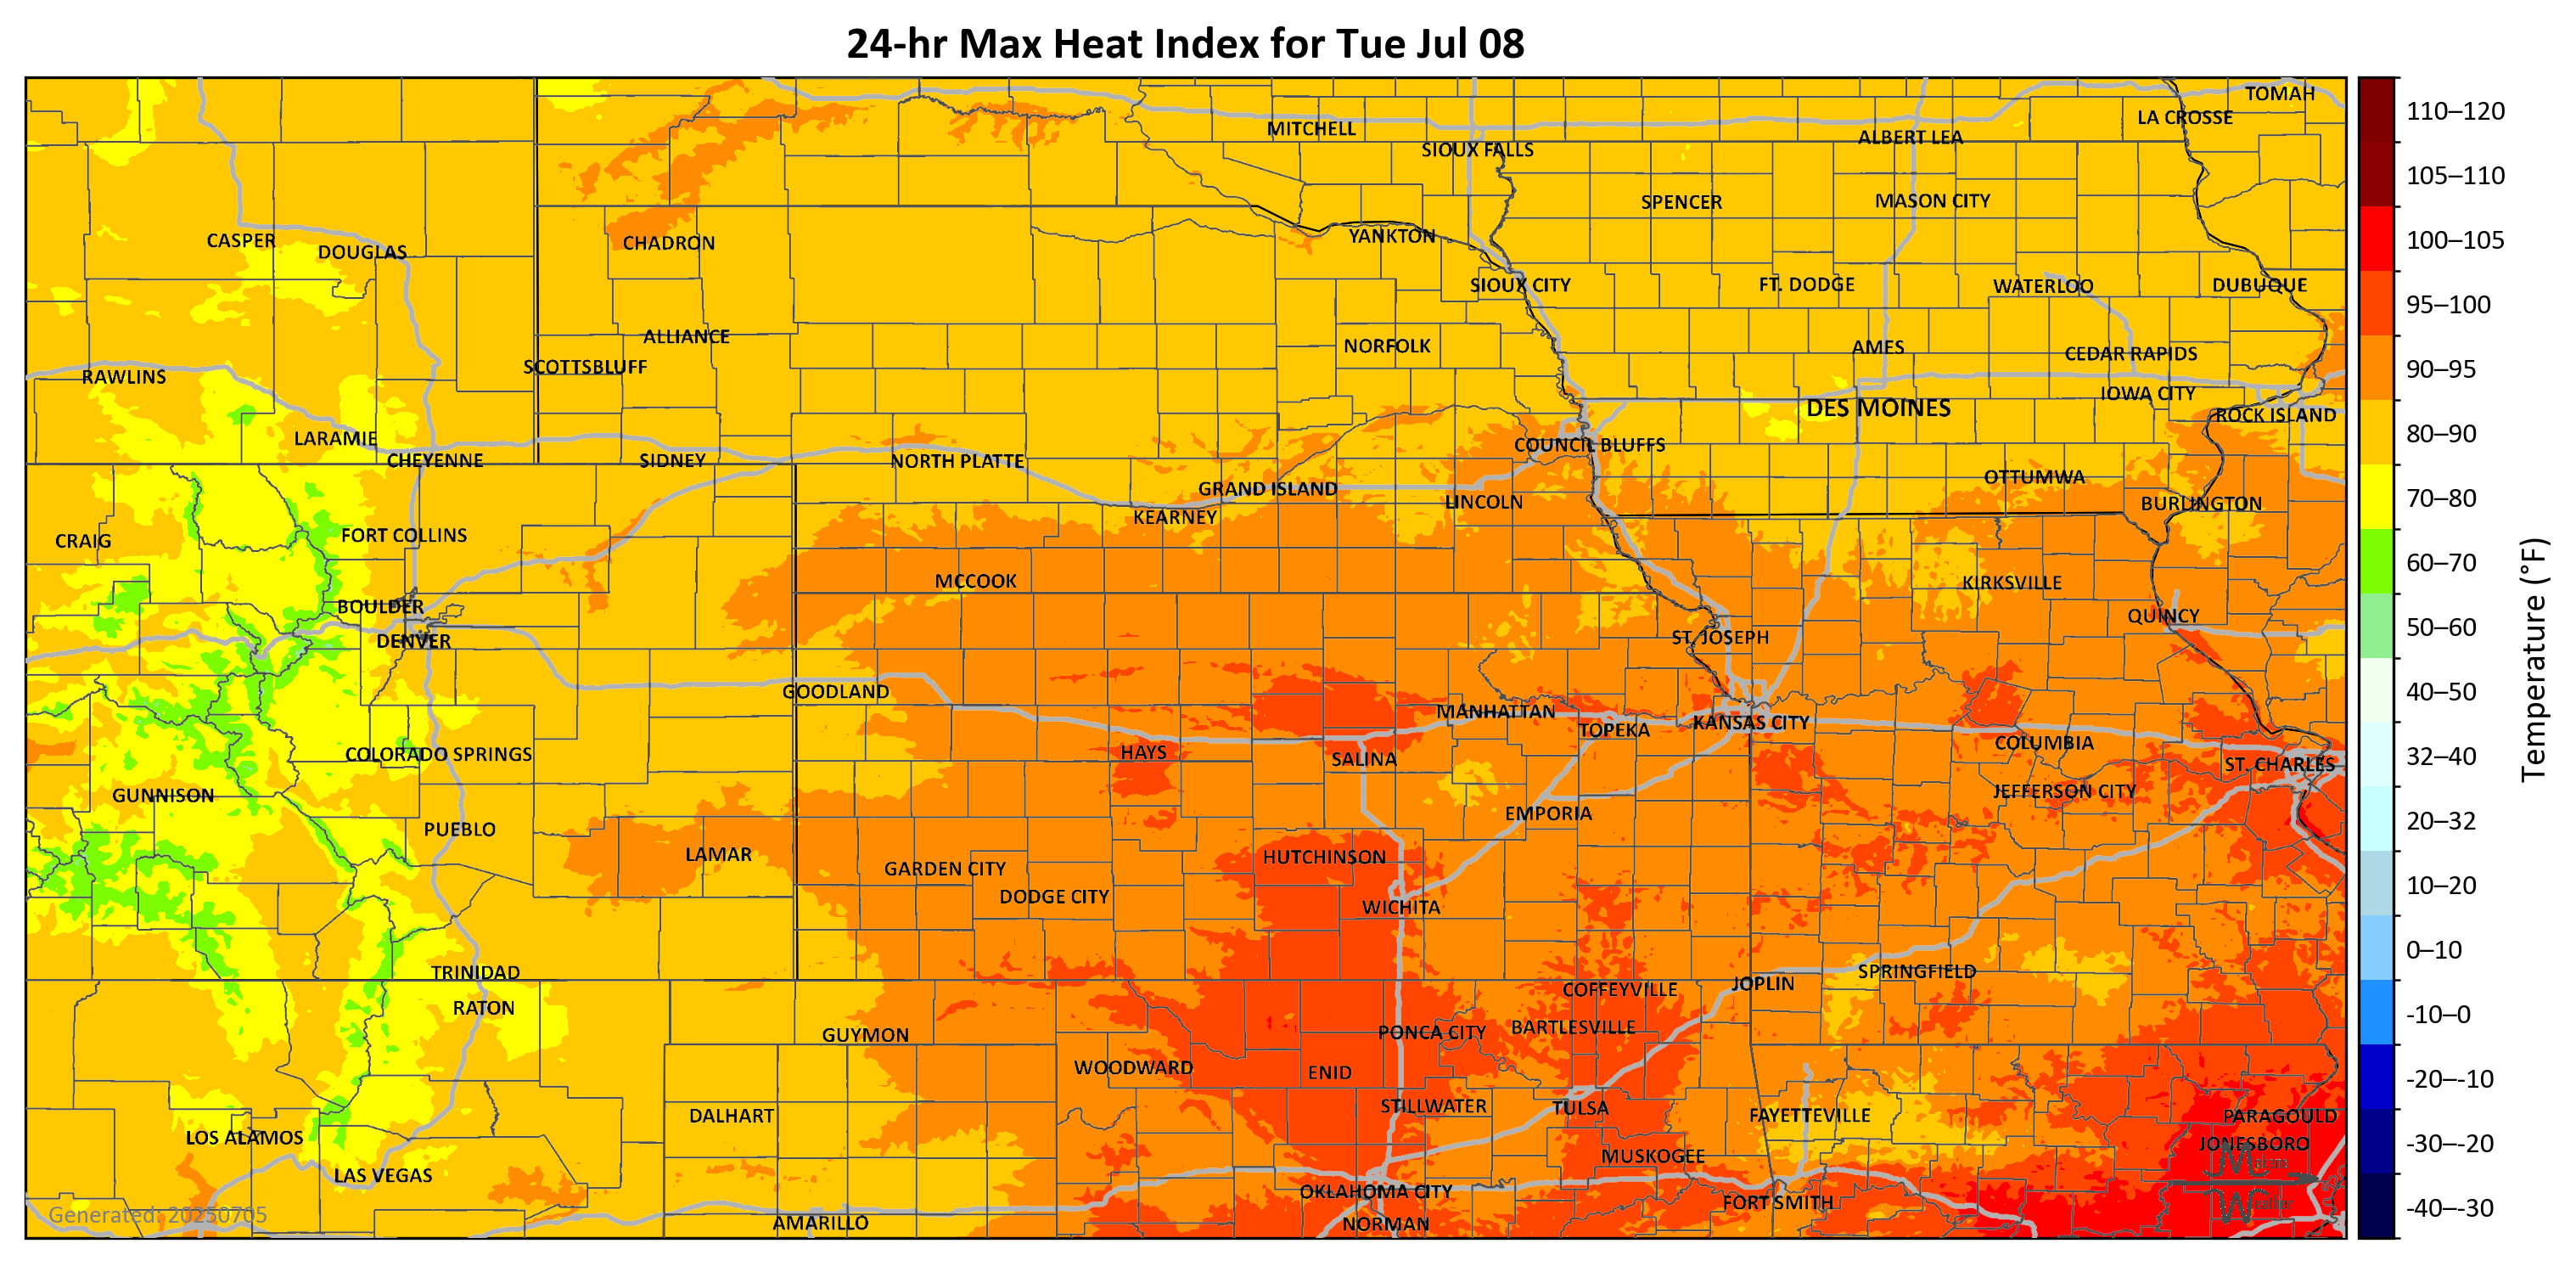 24-hr Max Heat Index for Tue Jul 08
TOMAH
LA CROSSE
MITCHELL
ALBERT LEA
SIOUX FALLS
SPENCER
MASON CITY
YANKTON
CASPER
CHADRON
DOUGLAS
SIOUX CITY
FT. DODGE
WATERLOO
DUBUQUE
ALLIANCE
NORFOLK
AMES
CEDAR RAPIDS
SCOTTSBLUFF
RAWLINS
IOWA CITY
DES MOINES
ROCK ISLAND
LARAMIE
COUNCIL BLUFFS
CHEYENNE
SIDNEY
NORTH PLATTE
OTTUMWA
GRAND ISLAND
LINCOLN
BURLINGTON
KEARNEY
FORT COLLINS
CRAIG
MCCOOK
KIRKSVILLE
BOULDER
QUINCY
DENVER
ST. JOSEPH
GOODLAND
MANHATTAN
KANSAS CITY
TOPEKA
COLUMBIA
COLORADO SPRINGS
HAYS
SALINA
ST. CHARLES
GUNNISON
JEFFERSON CITY
EMPORIA
PUEBLO
LAMAR
HUTCHINSON
GARDEN CITY
DODGE CITY
WICHITA
TRINIDAD
SPRINGFIELD
JOPLIN
COFFEYVILLE
RATON
BARTLESVILLE
PONCA CITY
GUYMON
WOODWARD
ENID
STILLWATER
TULSA
DALHART
FAYETTEVILLE
PARAGOULD
LOS ALAMOS
JONESBORO
MUSKOGEE
LAS VEGAS
OKLAHOMA CITY
FORT SMITH
AMARILLO
NORMAN
Generated: 20250705
110–120
105–110
100–105
95–100
90–95
80–90
70–80
60–70
50–60
40–50
32–40
20–32
10–20
0–10
-10–0
-20–-10
-30–-20
-40–-30
Temperature (°F)